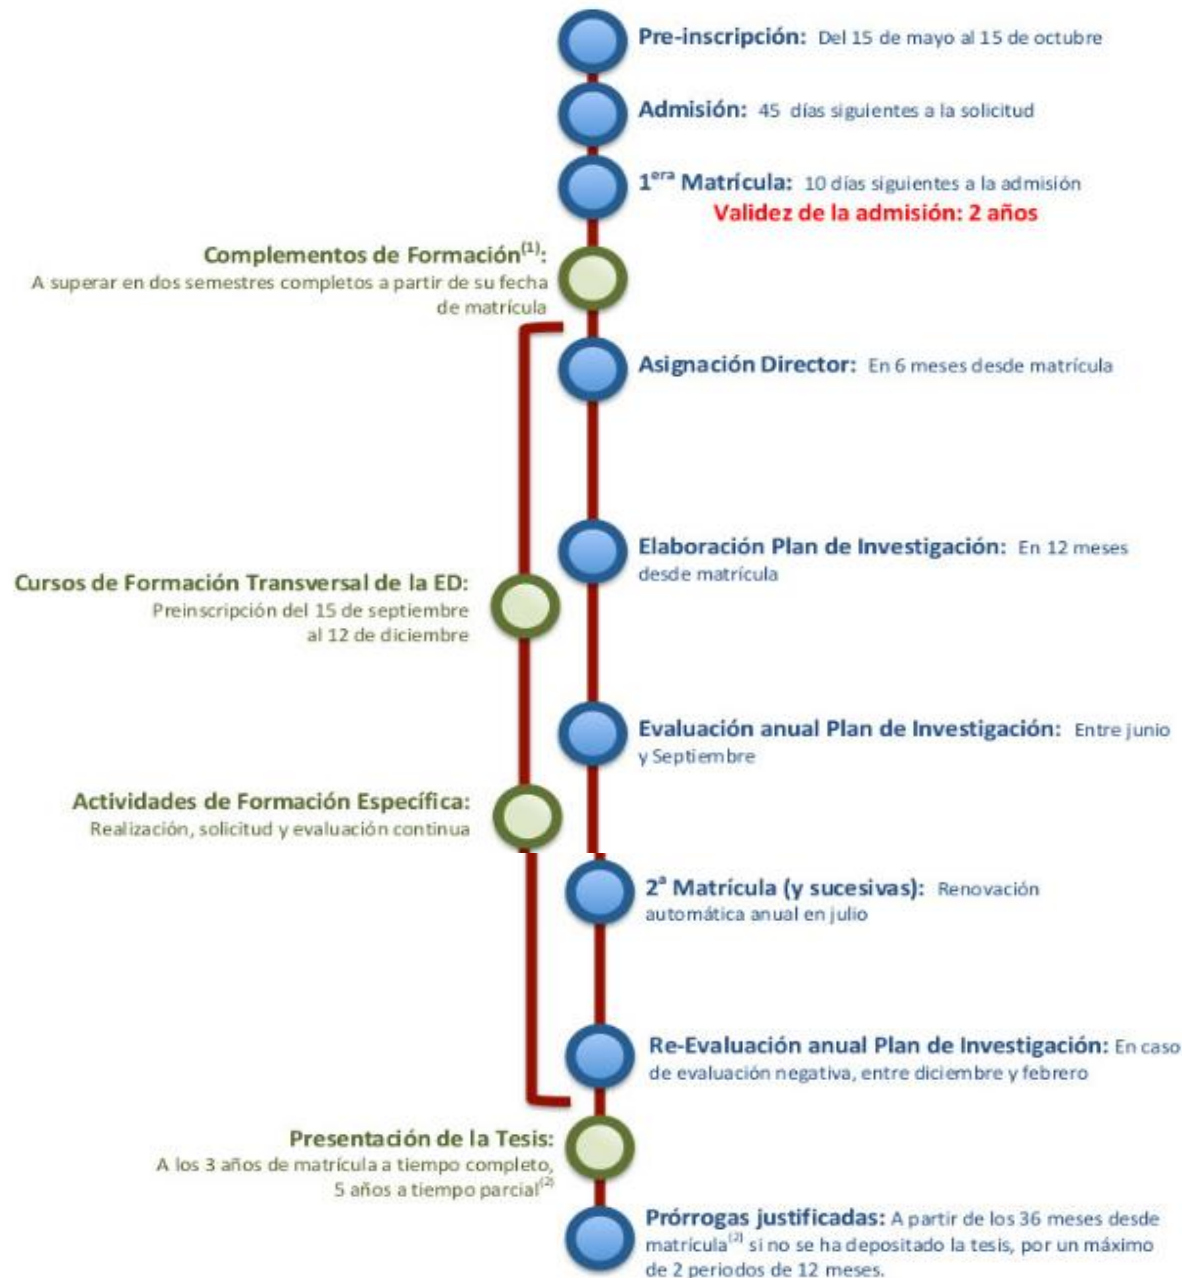 Pre-inscripción: Del 15 de mayo al 15 de octubre
Admisión: 45 días siguientes a la solicitud
1era Matrícula: 10 días siguientes a la admisión
Validez de la admisión: 2 años
Complementos de Formación(1):
A superar en dos semestres completos a partir de su fecha
de matrícula
Asignación Director: En 6 meses desde matrícula
Elaboración Plan de Investigación: En 12 meses
desde matrícula
Cursos de Formación Transversal de la ED:
Preinscripción del 15 de septiembre
al 12 de diciembre
Evaluación anual Plan de Investigación: Entre junio
y Septiembre
Actividades de Formación Específica:
Realización, solicitud y evaluación continua
2ª Matrícula (y sucesivas): Renovación
automática anual en julio
Re-Evaluación anual Plan de Investigación: En caso
de evaluación negativa, entre diciembre y febrero
Presentación de la Tesis:
A los 3 años de matrícula a tiempo completo,
5 años a tiempo parcial(2)
Prórrogas justificadas: A partir de los 36 meses desde
matrícula(2) si no se ha depositado la tesis, por un máximo
de 2 periodos de 12 meses.